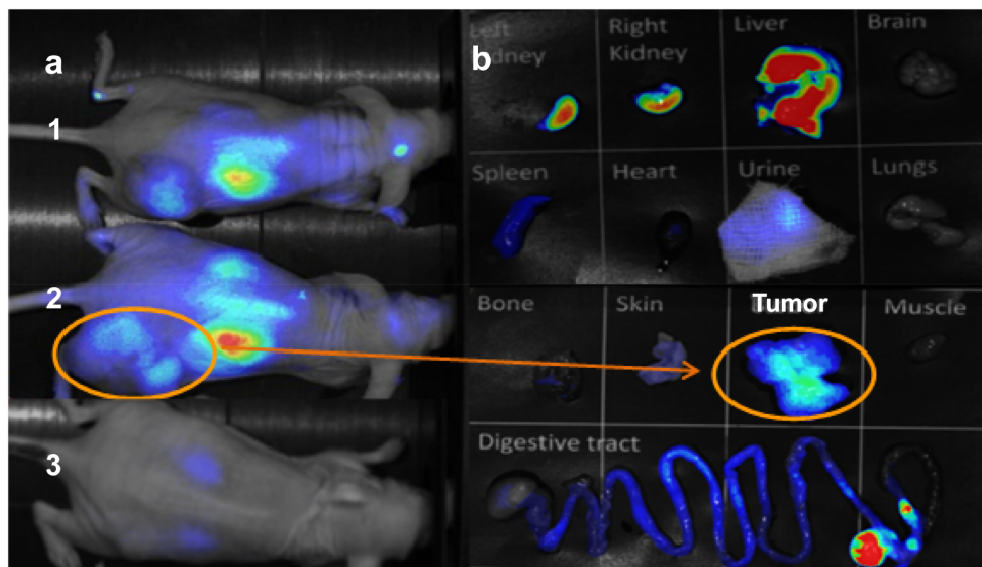 a
1
2
3
b
Left Kidney
Right Kidney
Liver
Brain
Spleen
Heart
Urine
Lungs
Bone
Skin
Tumor
Muscle
Digestive tract